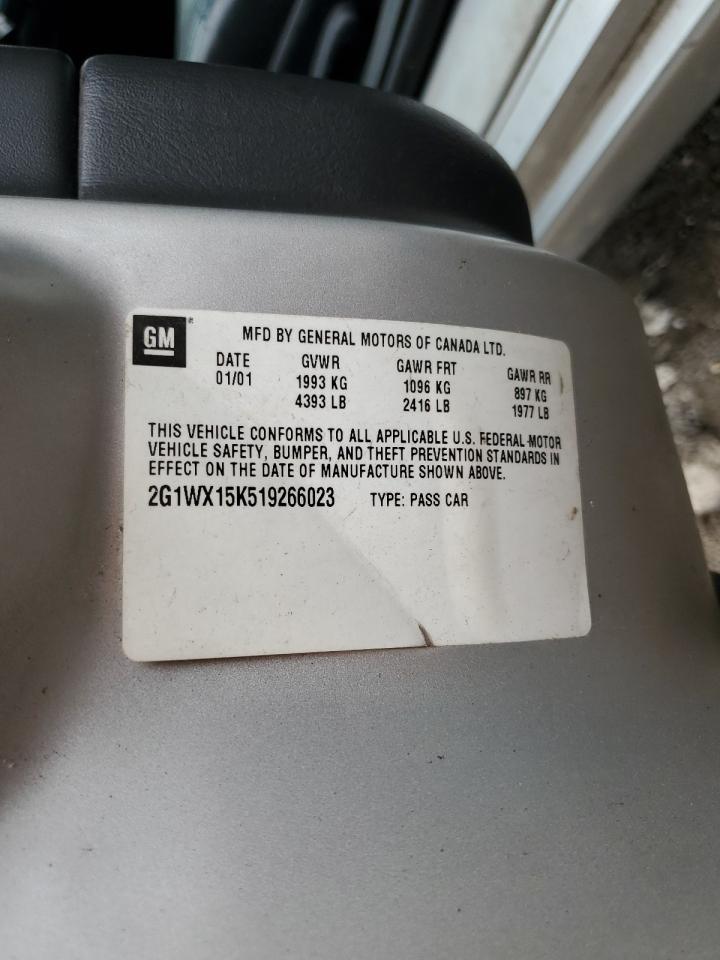 GM MFD BY GENERAL MOTORS OF CANADA LTD.
DATE GVWR GAWR FRT GAWR RR
01/01 1993 KG 1096 KG 897 KG
4393 LB 2416 LB 1977 LB
THIS VEHICLE CONFORMS TO ALL APPLICABLE U.S. FEDERAL MOTOR
VEHICLE SAFETY, BUMPER, AND THEFT PREVENTION STANDARDS IN
EFFECT ON THE DATE OF MANUFACTURE SHOWN ABOVE.
2G1WX15K519266023 TYPE: PASS CAR